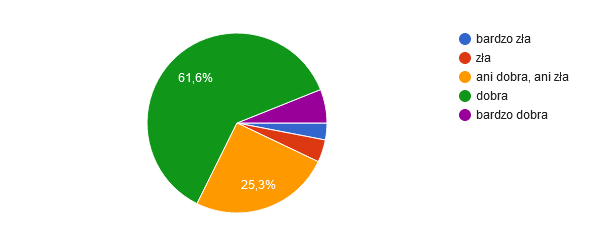 61,6%
25,3%
bardzo zła
zła
ani dobra, ani zła
dobra
bardzo dobra